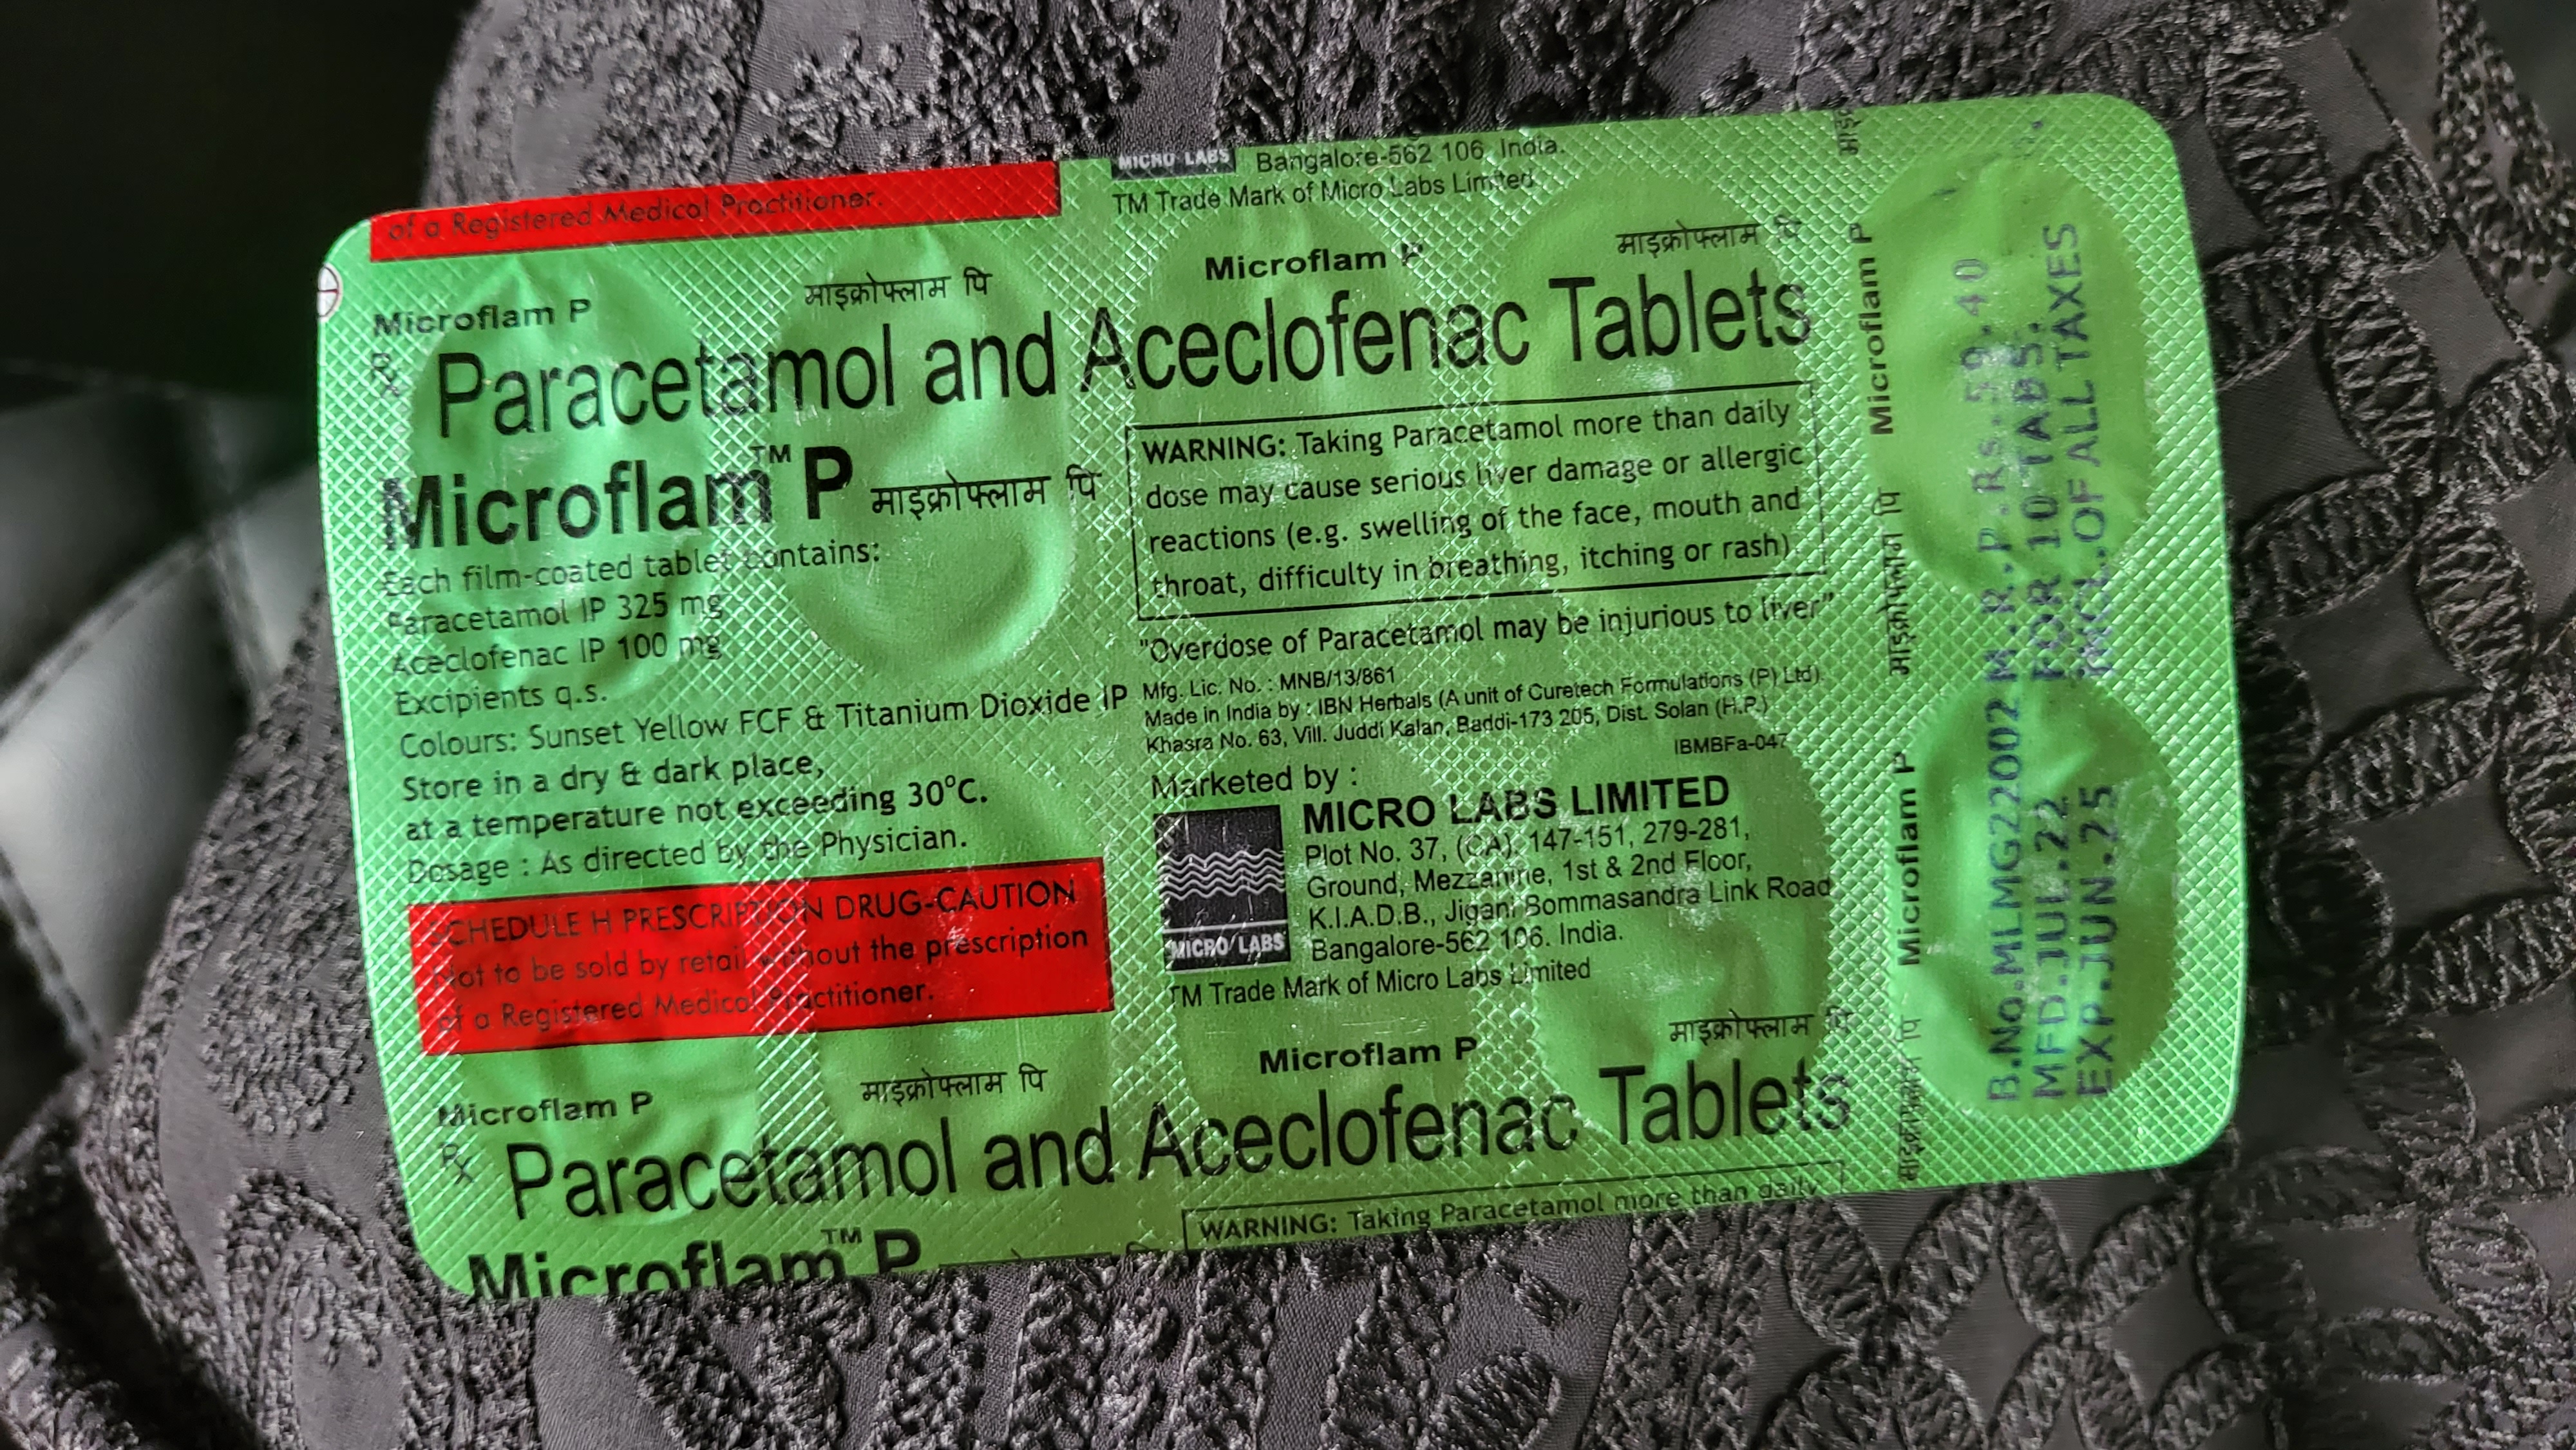 of a Registered Medical Practitioner.
MICRO LABS
Bangalore-562 106. India.
TM Trade Mark of Micro Labs Limited
Microflam P
माइक्रोफ्लाम पि
Microflam P
माइक्रोफ्लाम पि
℞ Paracetamol and Aceclofenac Tablets
Microflam™ P माइक्रोफ्लाम पि
Each film-coated tablet contains:
Paracetamol IP 325 mg
Aceclofenac IP 100 mg
Excipients q.s.
Colours: Sunset Yellow FCF & Titanium Dioxide IP
Store in a dry & dark place,
at a temperature not exceeding 30°C.
Dosage : As directed by the Physician.
SCHEDULE H PRESCRIPTION DRUG-CAUTION
Not to be sold by retail without the prescription
of a Registered Medical Practitioner.
WARNING: Taking Paracetamol more than daily
dose may cause serious liver damage or allergic
reactions (e.g. swelling of the face, mouth and
throat, difficulty in breathing, itching or rash)
"Overdose of Paracetamol may be injurious to liver"
Mfg. Lic. No. : MNB/13/861
Made in India by : IBN Herbals (A unit of Curetech Formulations (P) Ltd)
Khasra No. 63, Vill. Juddi Kalan Baddi-173 205, Dist. Solan (H.P.)
IBMBFa-047
Marketed by :
MICRO LABS LIMITED
Plot No. 37, (OA) 147-151, 279-281,
Ground, Mezzanine, 1st & 2nd Floor,
K.I.A.D.B., Jigani Bommasandra Link Road
Bangalore-562 106. India.
MICRO LABS
TM Trade Mark of Micro Labs Limited
Microflam P
माइक्रोफ्लाम पि
Microflam P
माइक्रोफ्लाम पि
℞ Paracetamol and Aceclofenac Tablets
Microflam™ P
WARNING: Taking Paracetamol more than daily
माइक्रोफ्लाम पि
Microflam P
माइक्रोफ्लाम पि
Microflam P
B.No.MLMG22002
MFD.JUL.22
EXP.JUN.25
M.R.P.Rs.59.40
FOR 10 TABS.
INCL.OF ALL TAXES